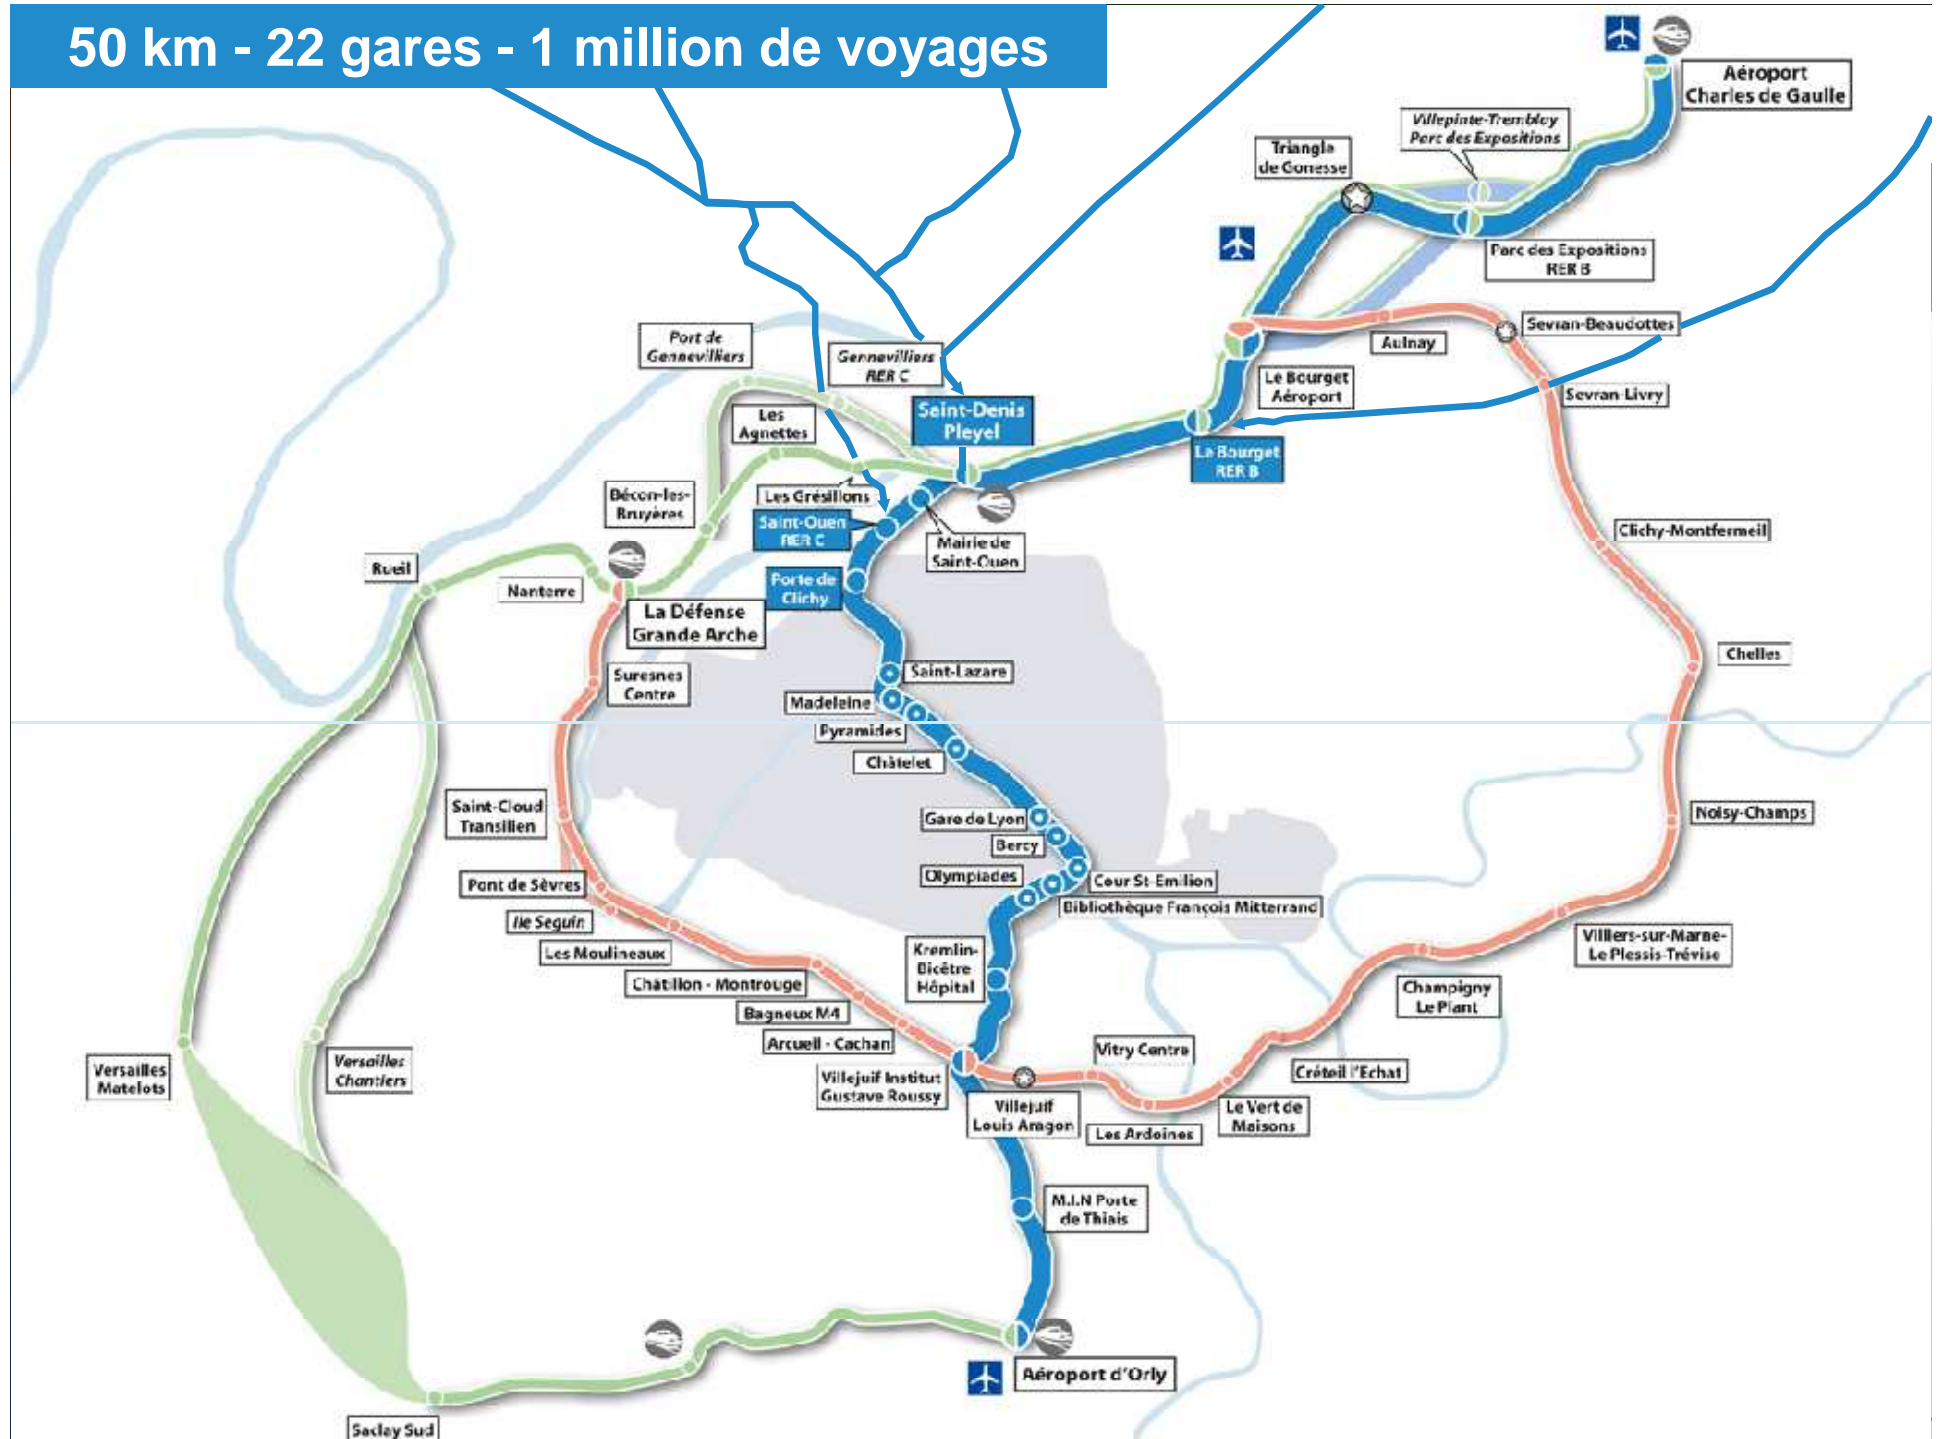 50 km - 22 gares - 1 million de voyages
Aéroport
Charles de Gaulle
Villepinte-Tremblay
Parc des Expositions
Triangle
de Gonesse
Parc des Expositions
RER B
Sevran-Beaudottes
Aulnay
Le Bourget
Aéroport
Sevran-Livry
Port de
Gennevilliers
Gennevilliers
RER C
Saint-Denis
Pleyel
Les
Agnettes
Le Bourget
RER B
Bécon-les-
Bruyères
Les Grésillons
Saint-Ouen
RER C
Mairie de
Saint-Ouen
Clichy-Montfermeil
Rueil
Nanterre
Porte de
Clichy
La Défense
Grande Arche
Chelles
Saint-Lazare
Suresnes
Centre
Madeleine
Pyramides
Châtelet
Saint-Cloud
Transilien
Gare de Lyon
Noisy-Champs
Bercy
Olympiades
Cour St-Emilion
Pont de Sèvres
Bibliothèque François Mitterrand
Ile Seguin
Les Moulineaux
Villiers-sur-Marne-
Le Plessis-Trévise
Kremlin-
Bicêtre
Hôpital
Châtillon - Montrouge
Champigny
Le Plant
Bagneux M4
Arcueil - Cachan
Vitry Centre
Versailles
Matelots
Versailles
Chantiers
Villejuif Institut
Gustave Roussy
Créteil l'Echat
Villejuif
Louis Aragon
Le Vert de
Maisons
Les Ardoines
M.I.N Porte
de Thiais
Aéroport d'Orly
Saclay Sud